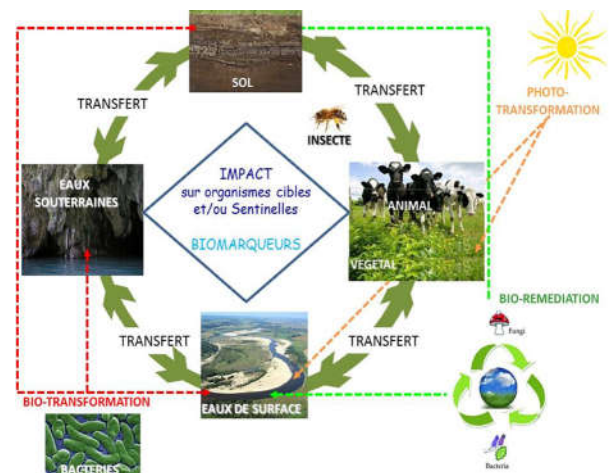 SOL
TRANSFERT
TRANSFERT
PHOTO-
TRANSFORMATION
INSECTE
EAUX
SOUTERRAINES
IMPACT
sur organismes cibles
et/ou Sentinelles
BIOMARQUEURS
ANIMAL
VEGETAL
BIO-REMEDIATION
Fungi
TRANSFERT
TRANSFERT
BIO-TRANSFORMATION
EAUX DE SURFACE
BACTERIES
Bacteria